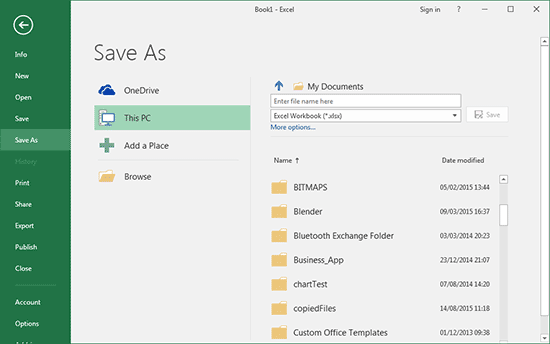 Book1 - Excel
Sign in
?
Save As
Info
New
Open
Save
Save As
History
Print
Share
Export
Publish
Close
Account
Options
OneDrive
This PC
Add a Place
Browse
My Documents
Enter file name here
Excel Workbook (*.xlsx)
Save
More options...
Name ↑ Date modified
BITMAPS 05/02/2015 13:44
Blender 09/03/2015 16:37
Bluetooth Exchange Folder 03/03/2014 20:23
Business_App 23/12/2014 21:07
chartTest 07/08/2014 14:20
copiedFiles 14/08/2015 11:18
Custom Office Templates 01/12/2013 09:38